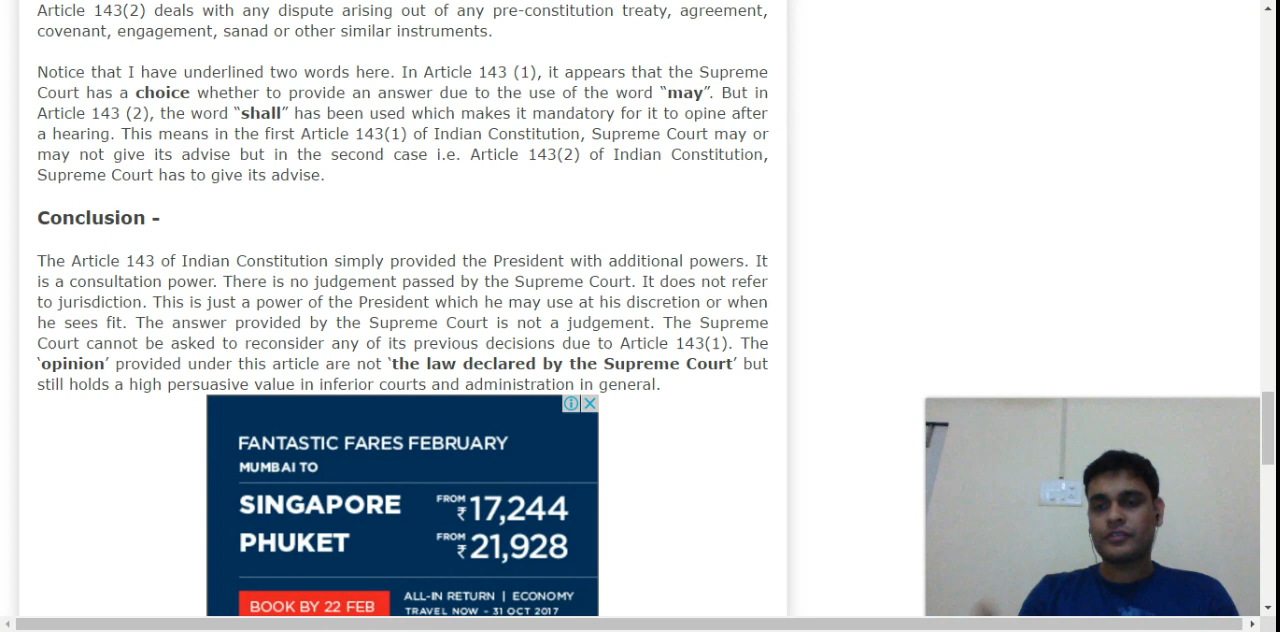 Article 143(2) deals with any dispute arising out of any pre-constitution treaty, agreement,
covenant, engagement, sanad or other similar instruments.
Notice that I have underlined two words here. In Article 143 (1), it appears that the Supreme
Court has a choice whether to provide an answer due to the use of the word “may”. But in
Article 143 (2), the word “shall” has been used which makes it mandatory for it to opine after
a hearing. This means in the first Article 143(1) of Indian Constitution, Supreme Court may or
may not give its advise but in the second case i.e. Article 143(2) of Indian Constitution,
Supreme Court has to give its advise.
Conclusion -
The Article 143 of Indian Constitution simply provided the President with additional powers. It
is a consultation power. There is no judgement passed by the Supreme Court. It does not refer
to jurisdiction. This is just a power of the President which he may use at his discretion or when
he sees fit. The answer provided by the Supreme Court is not a judgement. The Supreme
Court cannot be asked to reconsider any of its previous decisions due to Article 143(1). The
‘opinion’ provided under this article are not ‘the law declared by the Supreme Court’ but
still holds a high persuasive value in inferior courts and administration in general.
FANTASTIC FARES FEBRUARY
MUMBAI TO
SINGAPORE FROM ₹17,244
PHUKET FROM ₹21,928
BOOK BY 22 FEB
ALL-IN RETURN | ECONOMY
TRAVEL NOW - 31 OCT 2017